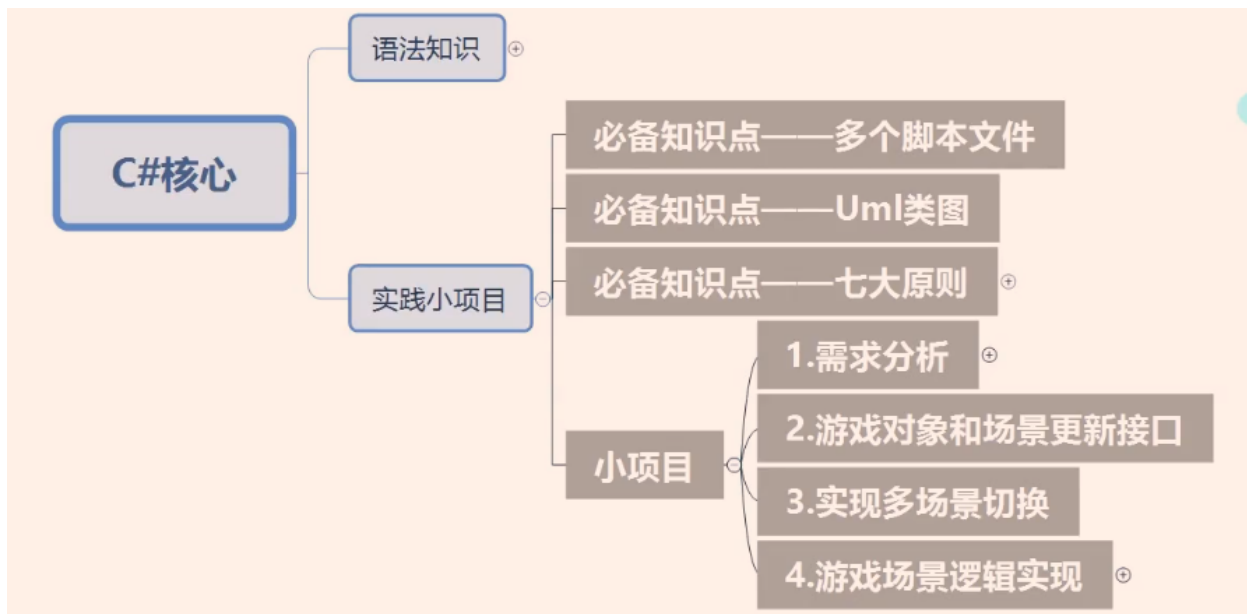 C#核心
语法知识
实践小项目
必备知识点——多个脚本文件
必备知识点——Uml类图
必备知识点——七大原则
小项目
1.需求分析
2.游戏对象和场景更新接口
3.实现多场景切换
4.游戏场景逻辑实现